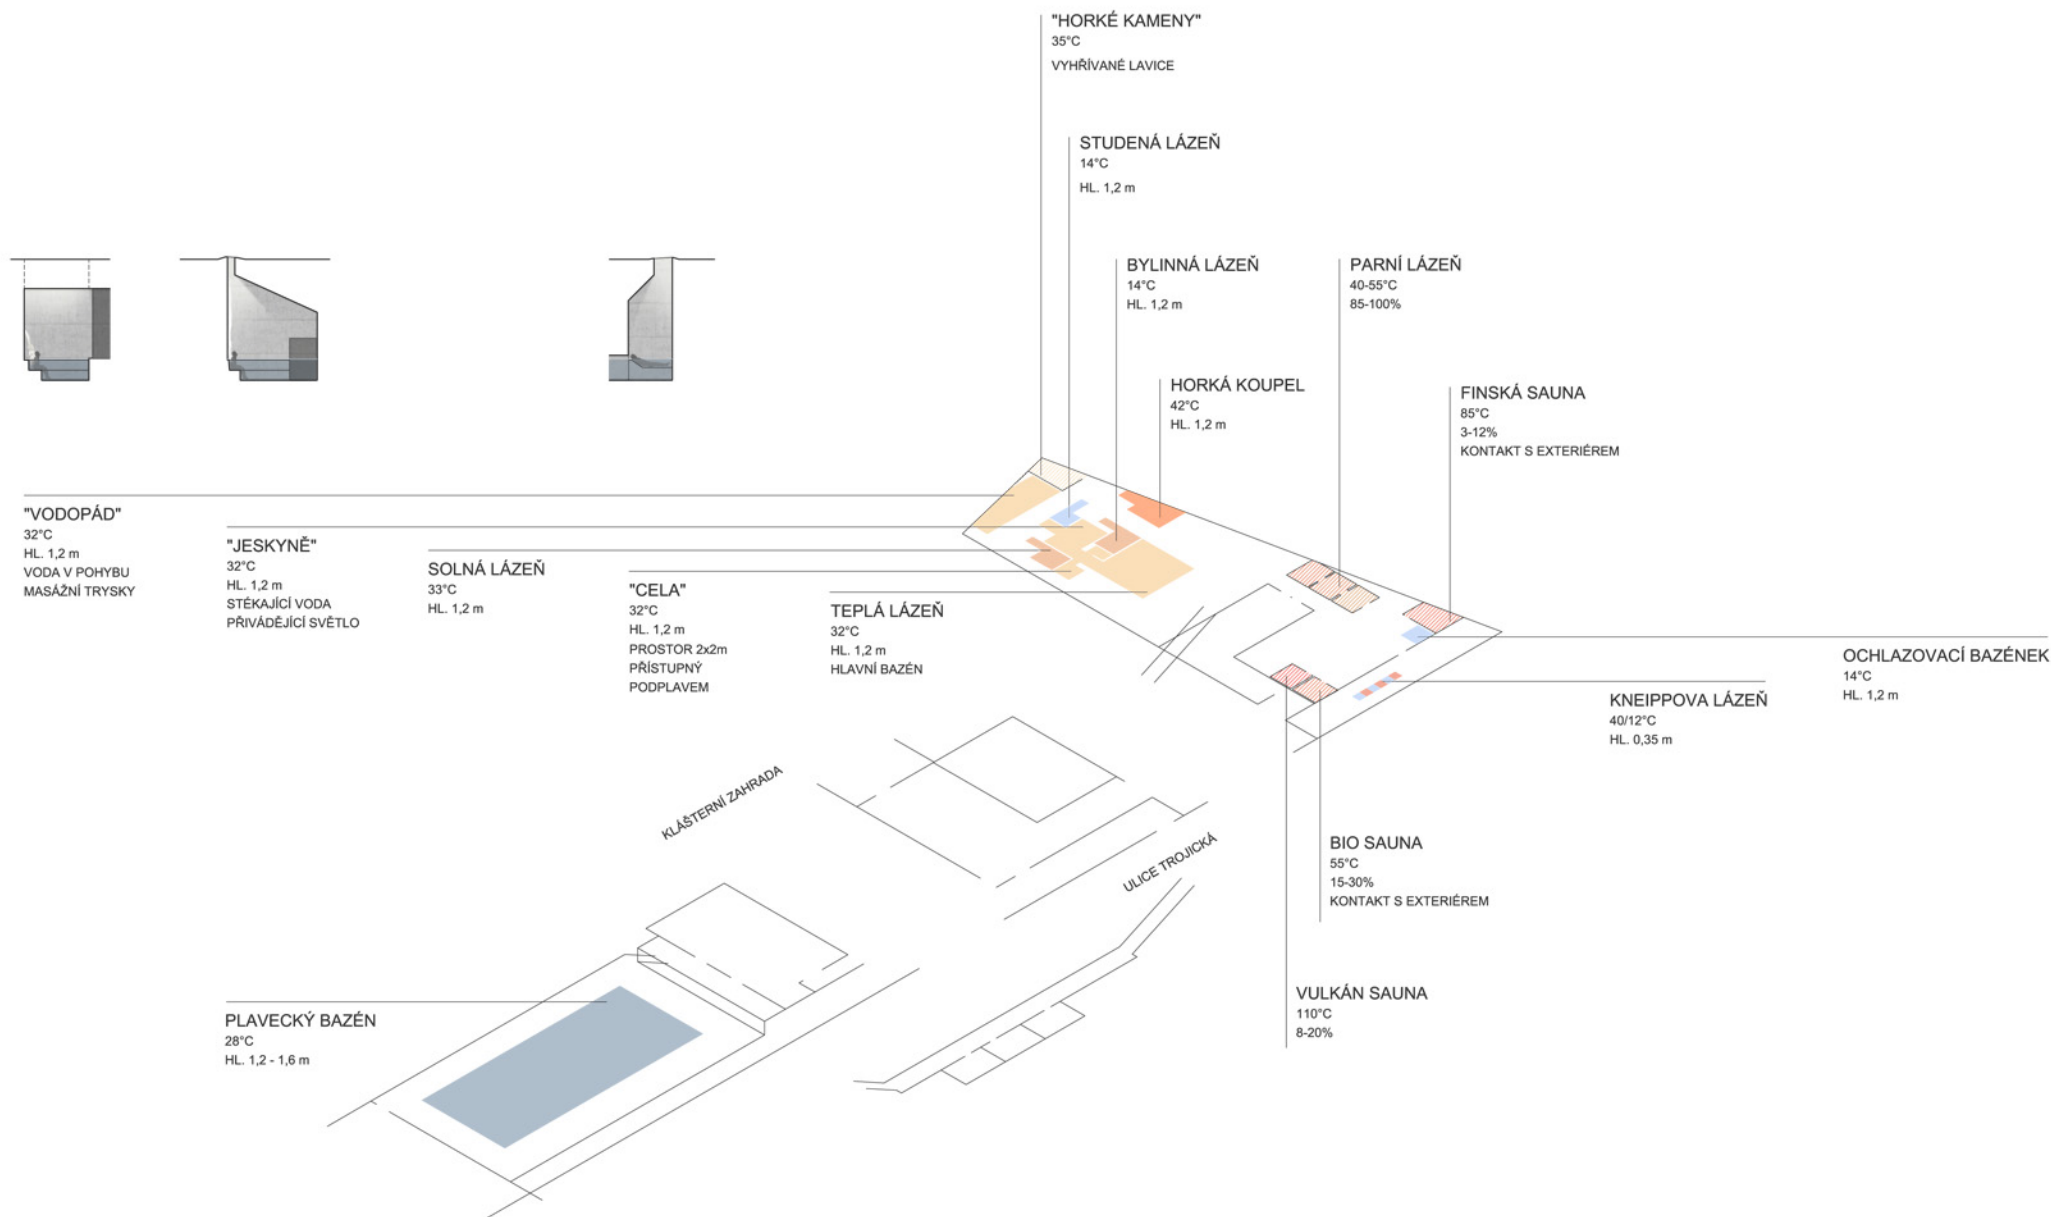 "HORKÉ KAMENY"
35°C
VYHŘÍVANÉ LAVICE
STUDENÁ LÁZEŇ
14°C
HL. 1,2 m
BYLINNÁ LÁZEŇ
14°C
HL. 1,2 m
PARNÍ LÁZEŇ
40-55°C
85-100%
HORKÁ KOUPEL
42°C
HL. 1,2 m
FINSKÁ SAUNA
85°C
3-12%
KONTAKT S EXTERIÉREM
"VODOPÁD"
32°C
HL. 1,2 m
VODA V POHYBU
MASÁŽNÍ TRYSKY
"JESKYNĚ"
32°C
HL. 1,2 m
STÉKAJÍCÍ VODA
PŘIVÁDĚJÍCÍ SVĚTLO
SOLNÁ LÁZEŇ
33°C
HL. 1,2 m
"CELA"
32°C
HL. 1,2 m
PROSTOR 2x2m
PŘÍSTUPNÝ
PODPLAVEM
TEPLÁ LÁZEŇ
32°C
HL. 1,2 m
HLAVNÍ BAZÉN
OCHLAZOVACÍ BAZÉNEK
14°C
HL. 1,2 m
KNEIPPOVA LÁZEŇ
40/12°C
HL. 0,35 m
KLÁŠTERNÍ ZAHRADA
ULICE TROJICKÁ
BIO SAUNA
55°C
15-30%
KONTAKT S EXTERIÉREM
VULKÁN SAUNA
110°C
8-20%
PLAVECKÝ BAZÉN
28°C
HL. 1,2 - 1,6 m